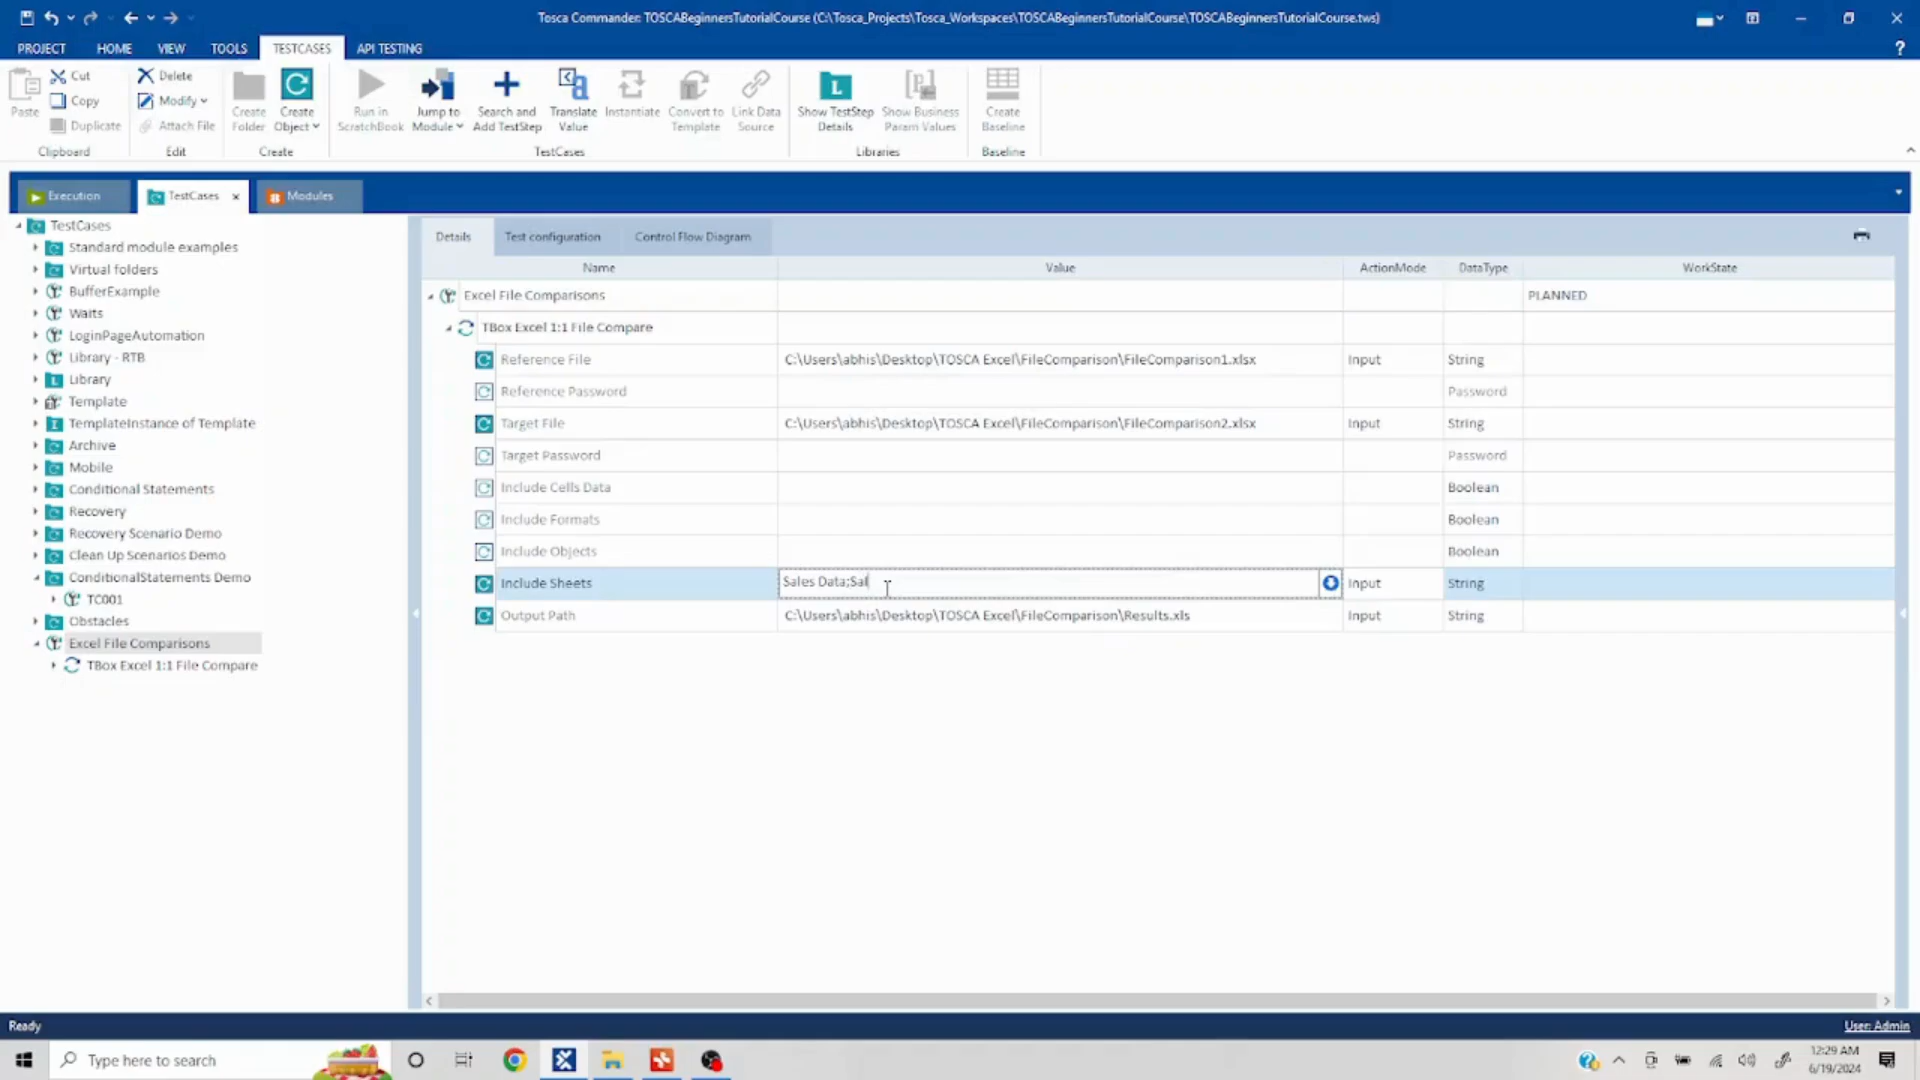 Tosca Commander: TOSCABeginnersTutorialCourse (C:\Tosca_Projects\Tosca_Workspaces\TOSCABeginnersTutorialCourse\TOSCABeginnersTutorialCourse.tws)
PROJECT HOME VIEW TOOLS TESTCASES API TESTING ?
Paste Cut Copy Duplicate
Clipboard
Delete Modify Attach File
Edit
Create Folder Create Object
Create
Run in ScratchBook Jump to Module Search and Add TestStep Translate Value Instantiate Convert to Template Link Data Source
TestCases
Show TestStep Details Show Business Param Values
Libraries
Create Baseline
Baseline
Execution TestCases x Modules
TestCases
Standard module examples
Virtual folders
BufferExample
Waits
LoginPageAutomation
Library - RTB
Library
Template
TemplateInstance of Template
Archive
Mobile
Conditional Statements
Recovery
Recovery Scenario Demo
Clean Up Scenarios Demo
ConditionalStatements Demo
TC001
Obstacles
Excel File Comparisons
TBox Excel 1:1 File Compare
Details Test configuration Control Flow Diagram
Name Value ActionMode DataType WorkState
Excel File Comparisons PLANNED
TBox Excel 1:1 File Compare
Reference File C:\Users\abhis\Desktop\TOSCA Excel\FileComparison\FileComparison1.xlsx Input String
Reference Password Password
Target File C:\Users\abhis\Desktop\TOSCA Excel\FileComparison\FileComparison2.xlsx Input String
Target Password Password
Include Cells Data Boolean
Include Formats Boolean
Include Objects Boolean
Include Sheets Sales Data;Sal Input String
Output Path C:\Users\abhis\Desktop\TOSCA Excel\FileComparison\Results.xls Input String
Ready User: Admin
Type here to search
12:29 AM
6/19/2024